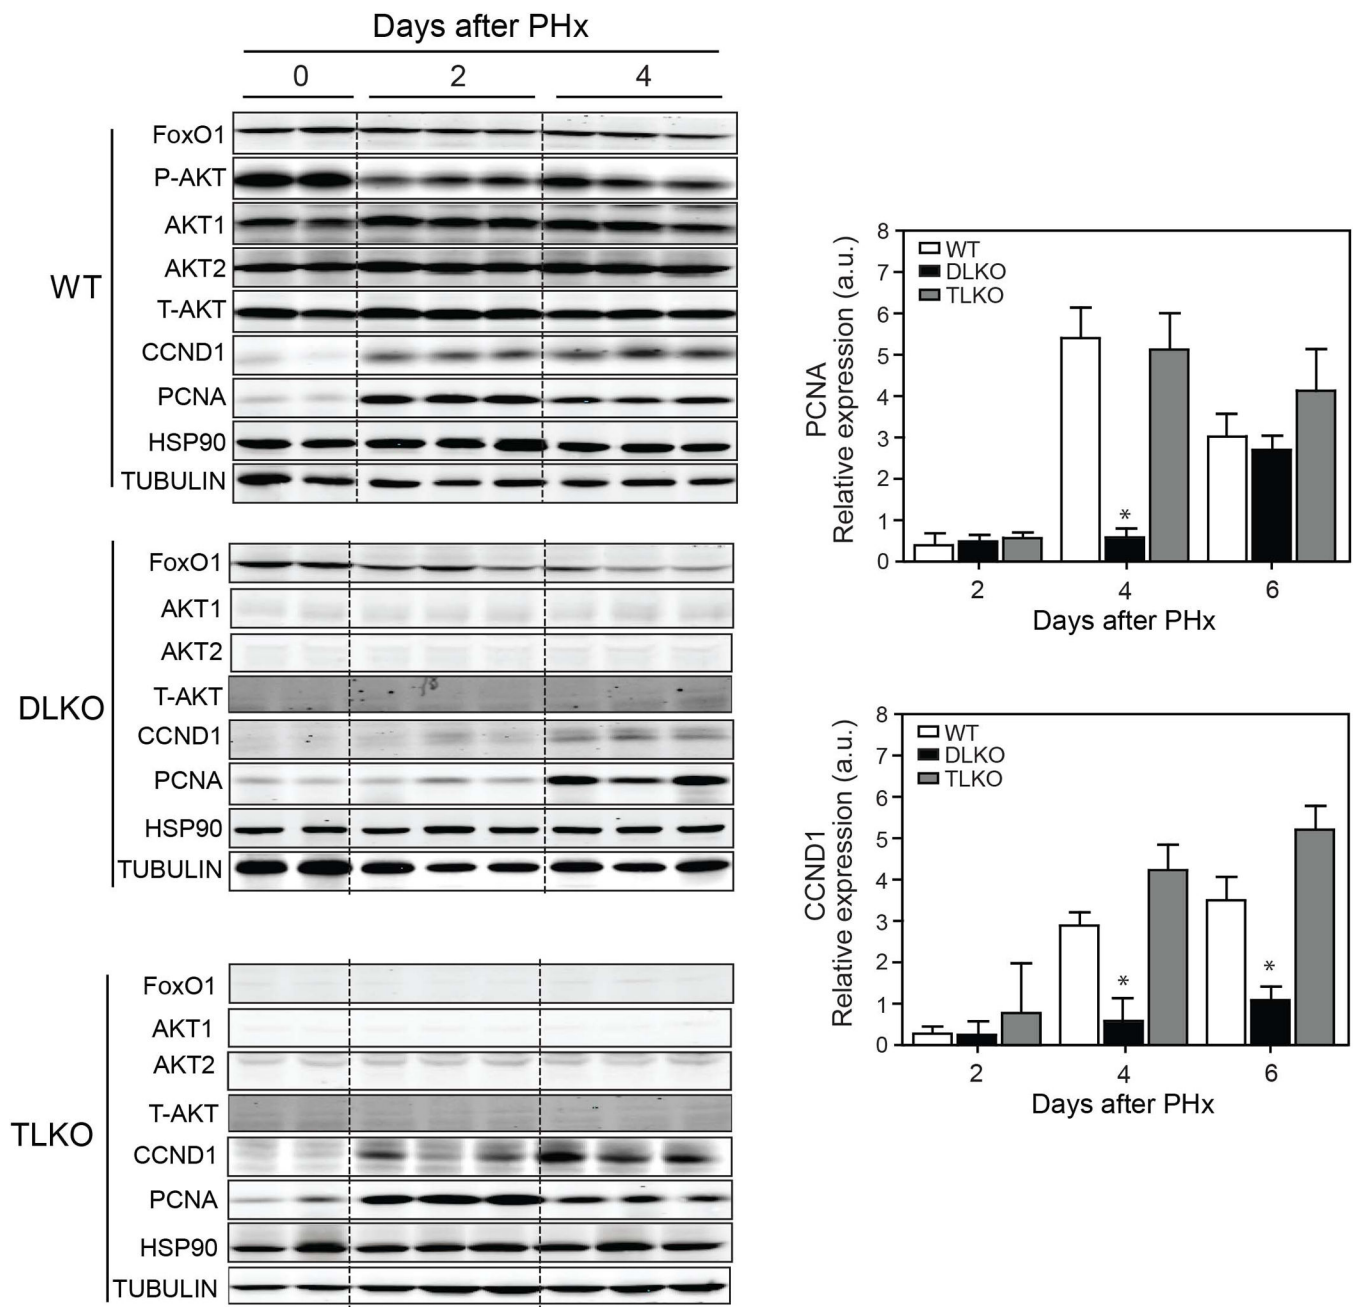 Days after PHx
0 2 4
WT
FoxO1
P-AKT
AKT1
AKT2
T-AKT
CCND1
PCNA
HSP90
TUBULIN
DLKO
FoxO1
AKT1
AKT2
T-AKT
CCND1
PCNA
HSP90
TUBULIN
TLKO
FoxO1
AKT1
AKT2
T-AKT
CCND1
PCNA
HSP90
TUBULIN
PCNA
Relative expression (a.u.)
8
7
6
5
4
3
2
1
0
WT
DLKO
TLKO
*
2 4 6
Days after PHx
CCND1
Relative expression (a.u.)
8
7
6
5
4
3
2
1
0
WT
DLKO
TLKO
* *
2 4 6
Days after PHx